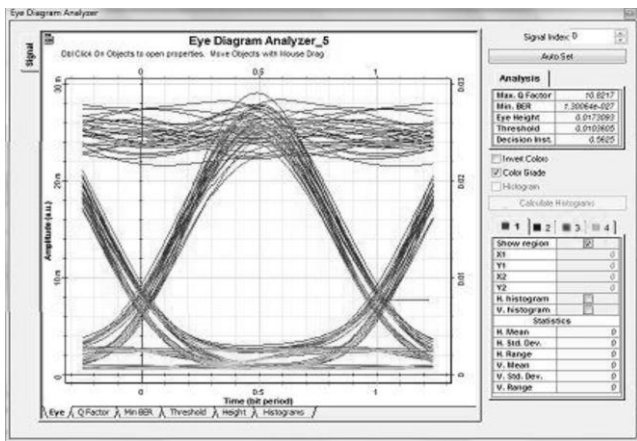 Eye Diagram Analyzer
Signal
Eye Diagram Analyzer_5
Dbl Click On Objects to open properties. Move Objects with Mouse Drag
0 0.5 1
30 m
20 m
10 m
0
0.03
0.02
0.01
0
Amplitude (a.u.)
0 0.5 1
Time (bit period)
Eye Q Factor Min BER Threshold Height Histograms
Signal Index: 0
Auto Set
Analysis
Max. Q Factor 10.8217
Min. BER 1.30064e-027
Eye Height 0.0173093
Threshold 0.0103605
Decision Inst. 0.5625
Invert Colors
Color Grade
Histogram
Calculate Histograms
1 2 3 4
Show region
X1 0
Y1 0
X2 0
Y2 0
H. histogram
V. histogram
Statistics
H. Mean 0
H. Std. Dev. 0
H. Range 0
V. Mean 0
V. Std. Dev. 0
V. Range 0